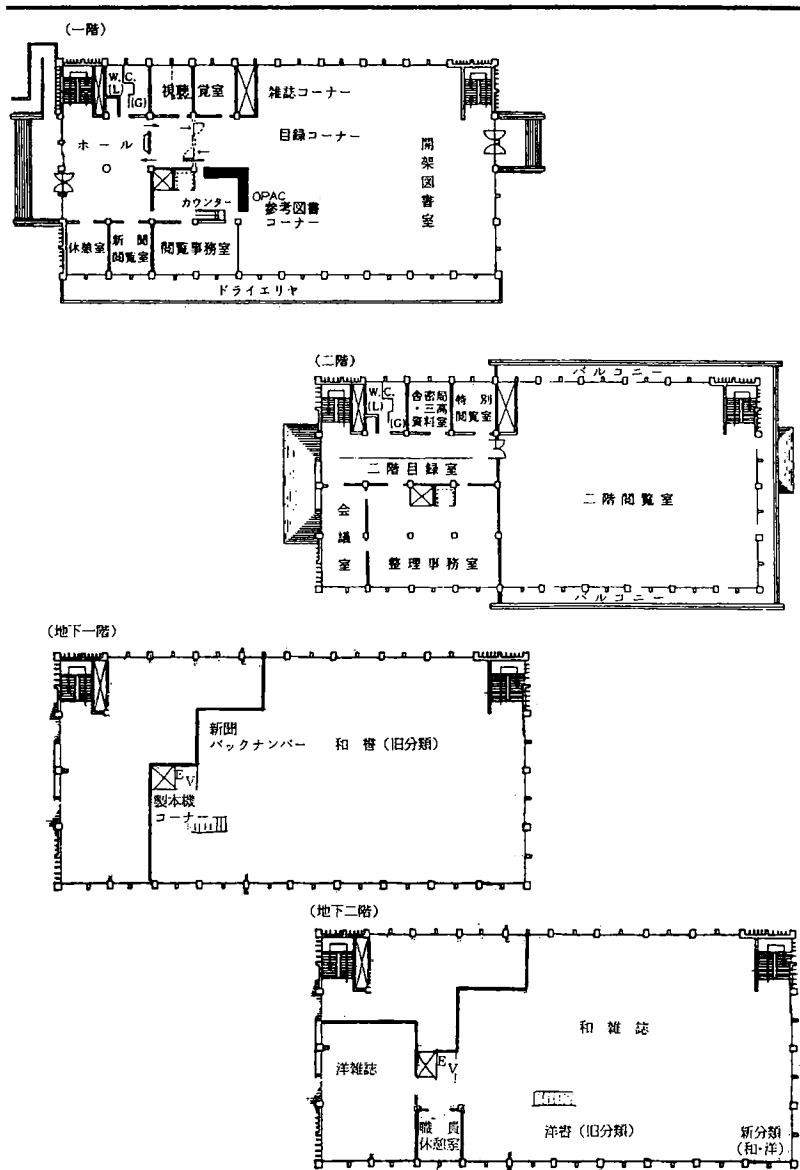 (一階)
W.C.
(L)
(G)
視聴覚室
雑誌コーナー
目録コーナー
ホール
開架図書室
OPAC
カウンター
参考図書
コーナー
休憩室
新聞
閲覧室
閲覧事務室
ドライエリヤ
(二階)
バルコニー
W.C.
(L)
(G)
舎密局
・三高
資料室
特別
閲覧室
二階目録室
二階閲覧室
会議室
整理事務室
バルコニー
(地下一階)
新聞
バックナンバー
和書(旧分類)
EV
製本機
コーナー
(地下二階)
和雑誌
洋雑誌
EV
職員
休憩室
洋書(旧分類)
新分類
(和・洋)